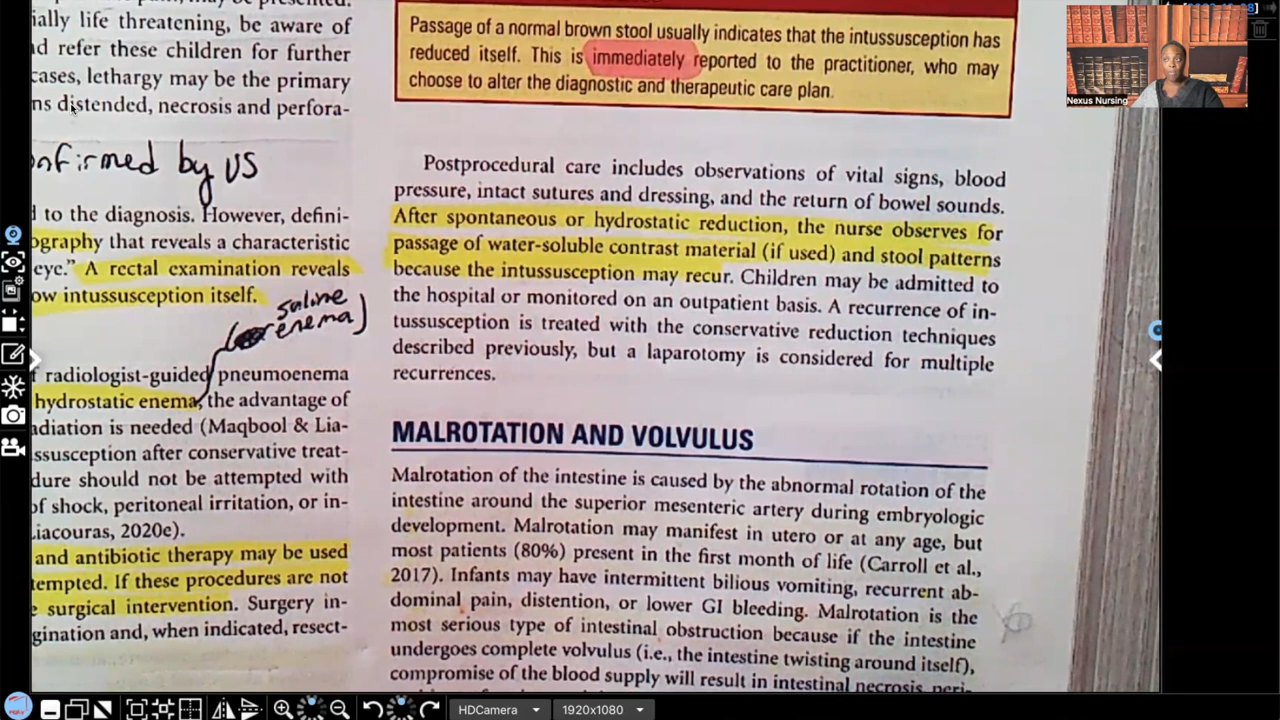 ially life threatening, be aware of
d refer these children for further
cases, lethargy may be the primary
ns distended, necrosis and perfora-
onfirmed by US
d to the diagnosis. However, defini-
ography that reveals a characteristic
eye." A rectal examination reveals
ow intussusception itself.
saline
enema)
f radiologist-guided pneumoenema
hydrostatic enema, the advantage of
adiation is needed (Maqbool & Lia-
ssusception after conservative treat-
dure should not be attempted with
of shock, peritoneal irritation, or in-
Liacouras, 2020e).
and antibiotic therapy may be used
tempted. If these procedures are not
e surgical intervention. Surgery in-
gination and, when indicated, resect-
Passage of a normal brown stool usually indicates that the intussusception has
reduced itself. This is immediately reported to the practitioner, who may
choose to alter the diagnostic and therapeutic care plan.
Postprocedural care includes observations of vital signs, blood
pressure, intact sutures and dressing, and the return of bowel sounds.
After spontaneous or hydrostatic reduction, the nurse observes for
passage of water-soluble contrast material (if used) and stool patterns
because the intussusception may recur. Children may be admitted to
the hospital or monitored on an outpatient basis. A recurrence of in-
tussusception is treated with the conservative reduction techniques
described previously, but a laparotomy is considered for multiple
recurrences.
MALROTATION AND VOLVULUS
Malrotation of the intestine is caused by the abnormal rotation of the
intestine around the superior mesenteric artery during embryologic
development. Malrotation may manifest in utero or at any age, but
most patients (80%) present in the first month of life (Carroll et al.,
2017). Infants may have intermittent bilious vomiting, recurrent ab-
dominal pain, distention, or lower GI bleeding. Malrotation is the
most serious type of intestinal obstruction because if the intestine
undergoes complete volvulus (i.e., the intestine twisting around itself),
compromise of the blood supply will result in intestinal necrosis, peri-
Nexus Nursing
HDCamera
1920x1080